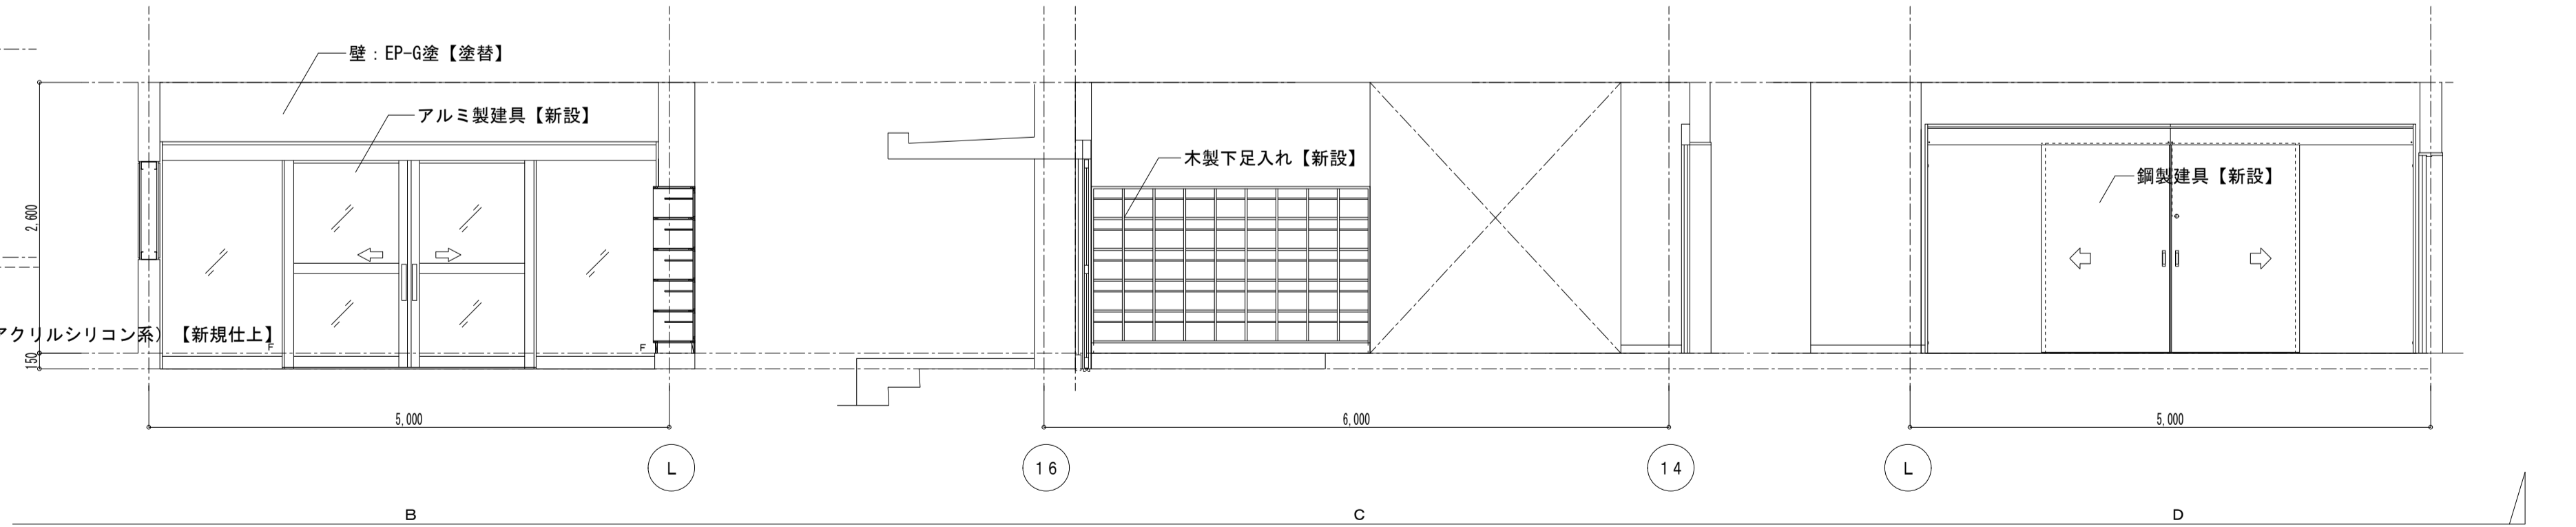 壁：EP-G塗【塗替】
アルミ製建具【新設】
木製下足入れ【新設】
鋼製建具【新設】
2,600
アクリルシリコン系）【新規仕上】
F
F
150
5,000
6,000
5,000
L
16
14
L
B
C
D